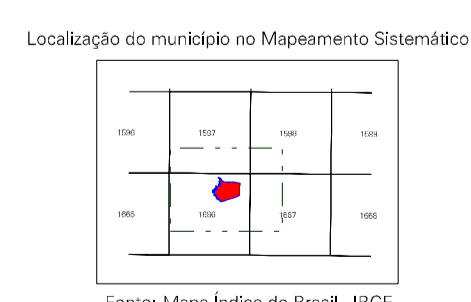 Localização do município no Mapeamento Sistemático
1596 1597 1598 1599
1665 1666 1667 1668
Fonte: Mapa Índice do Brasil - IBGE